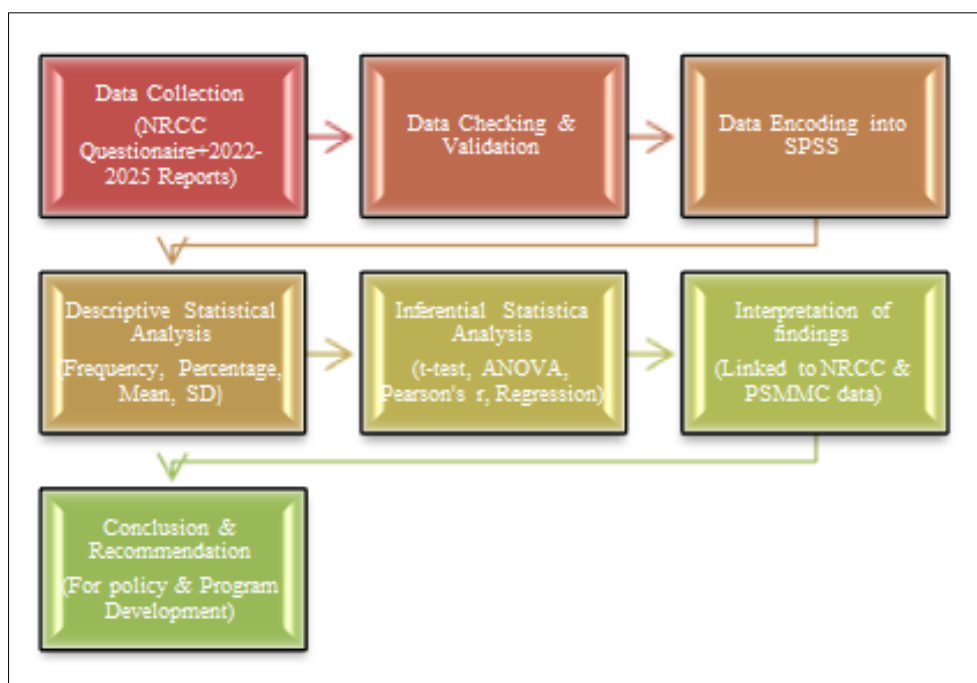 Data Collection
(NRCC
Questionaire+2022-
2025 Reports)
Data Checking &
Validation
Data Encoding into
SPSS
Descriptive Statistical
Analysis
(Frequency, Percentage,
Mean, SD)
Inferential Statistica
Analysis
(t-test, ANOVA,
Pearson's r, Regression)
Interpretation of
findings
(Linked to NRCC &
PSMMC data)
Conclusion &
Recommendation
(For policy & Program
Development)